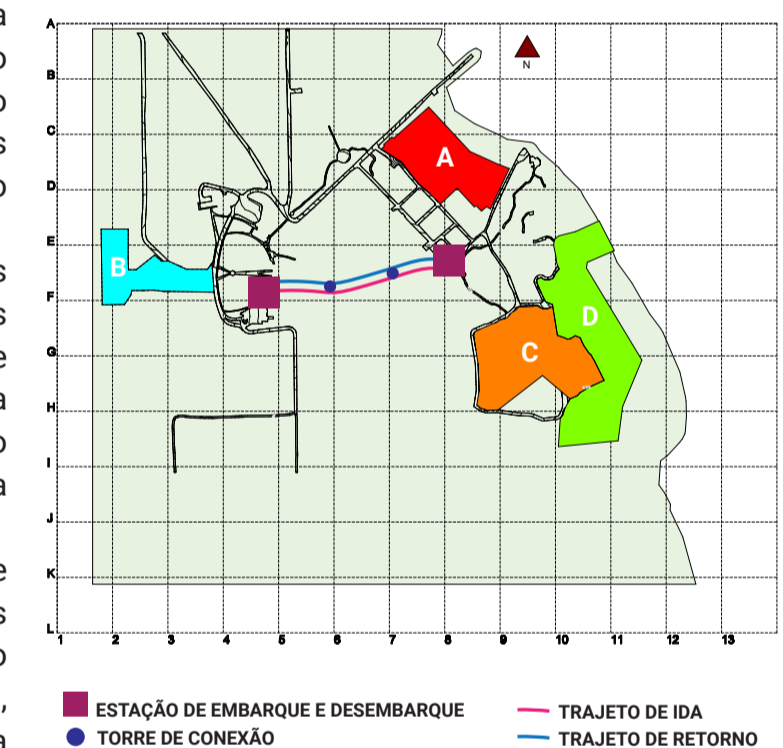 a
o
o
s
o
s
s
e
a
o
a
e
s
o
,
a
A
B
C
D
E
F
G
H
I
J
K
L
1 2 3 4 5 6 7 8 9 10 11 12 13
N
A
B
C
D
ESTAÇÃO DE EMBARQUE E DESEMBARQUE
TORRE DE CONEXÃO
TRAJETO DE IDA
TRAJETO DE RETORNO